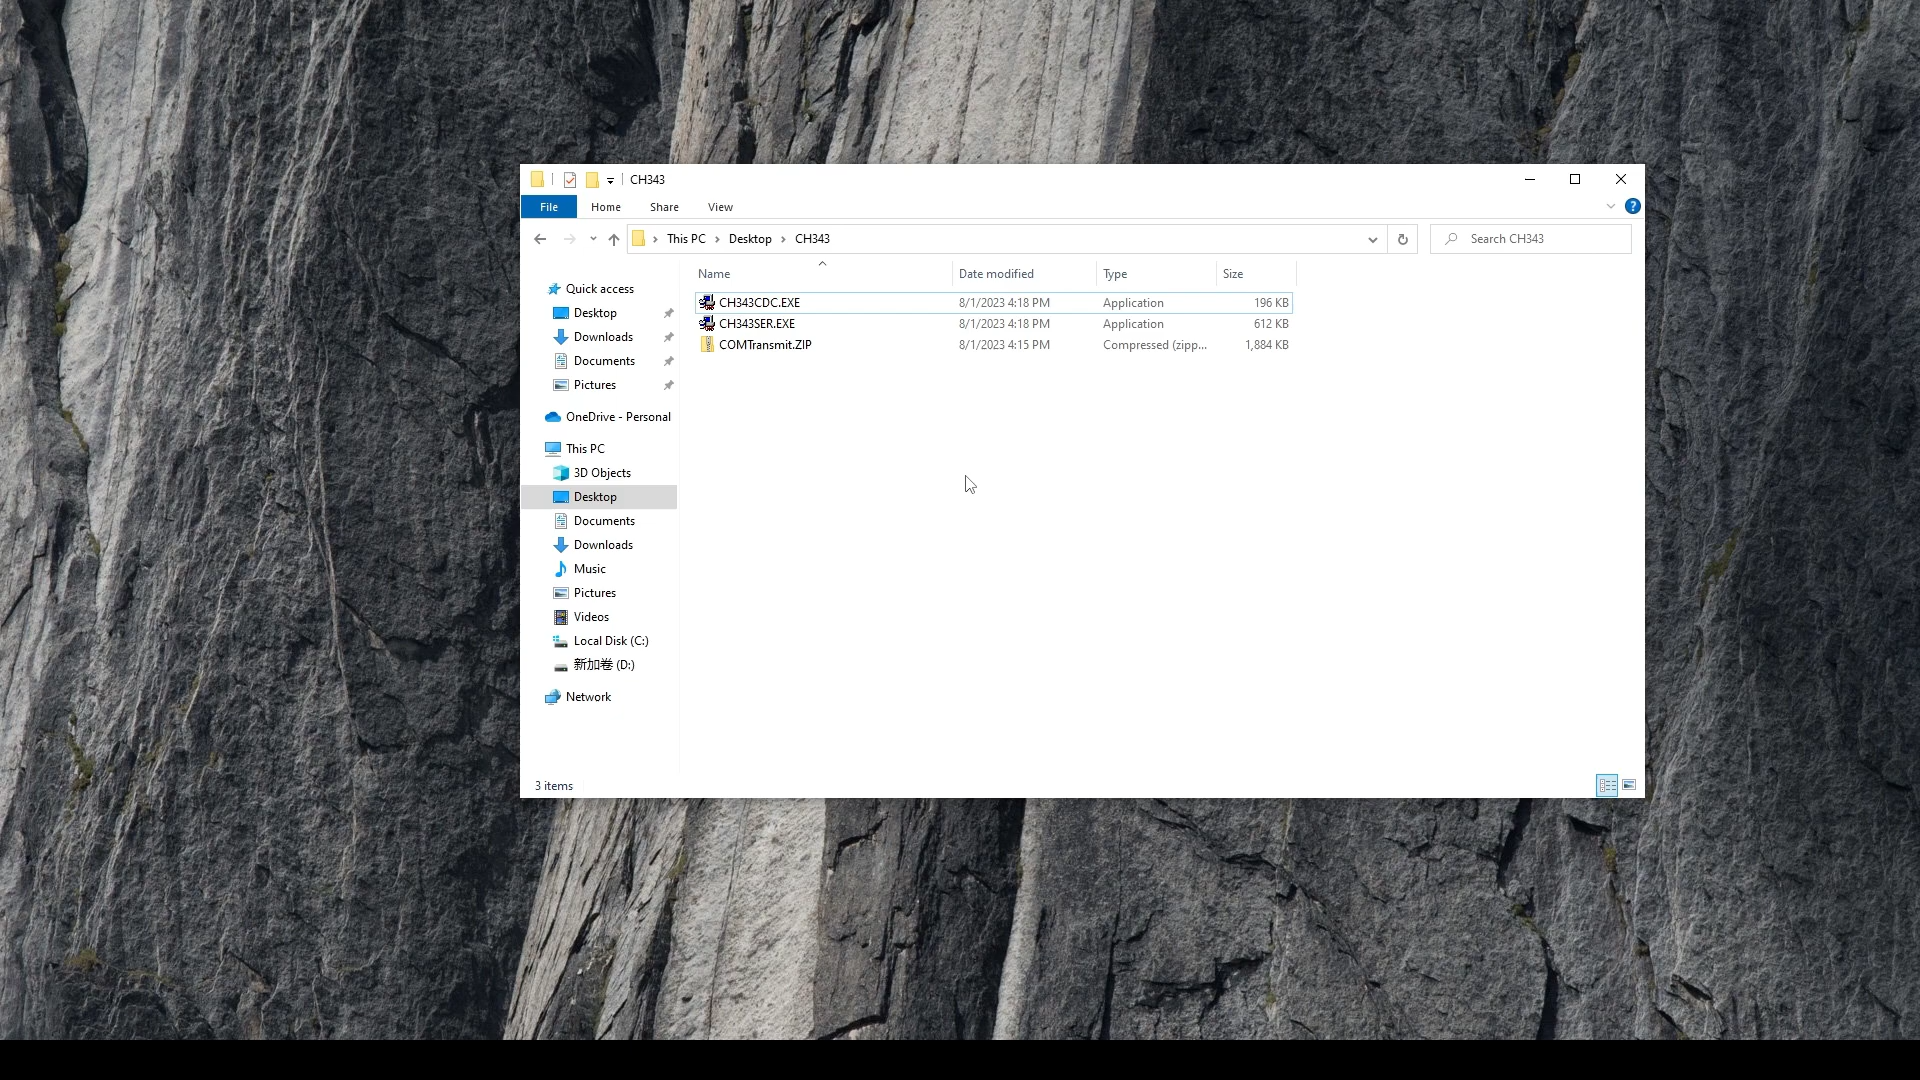 CH343
File Home Share View
This PC Desktop CH343
Search CH343
Name Date modified Type Size
Quick access
Desktop
Downloads
Documents
Pictures
OneDrive - Personal
This PC
3D Objects
Desktop
Documents
Downloads
Music
Pictures
Videos
Local Disk (C:)
新加卷 (D:)
Network
CH343CDC.EXE 8/1/2023 4:18 PM Application 196 KB
CH343SER.EXE 8/1/2023 4:18 PM Application 612 KB
COMTransmit.ZIP 8/1/2023 4:15 PM Compressed (zipp... 1,884 KB
3 items